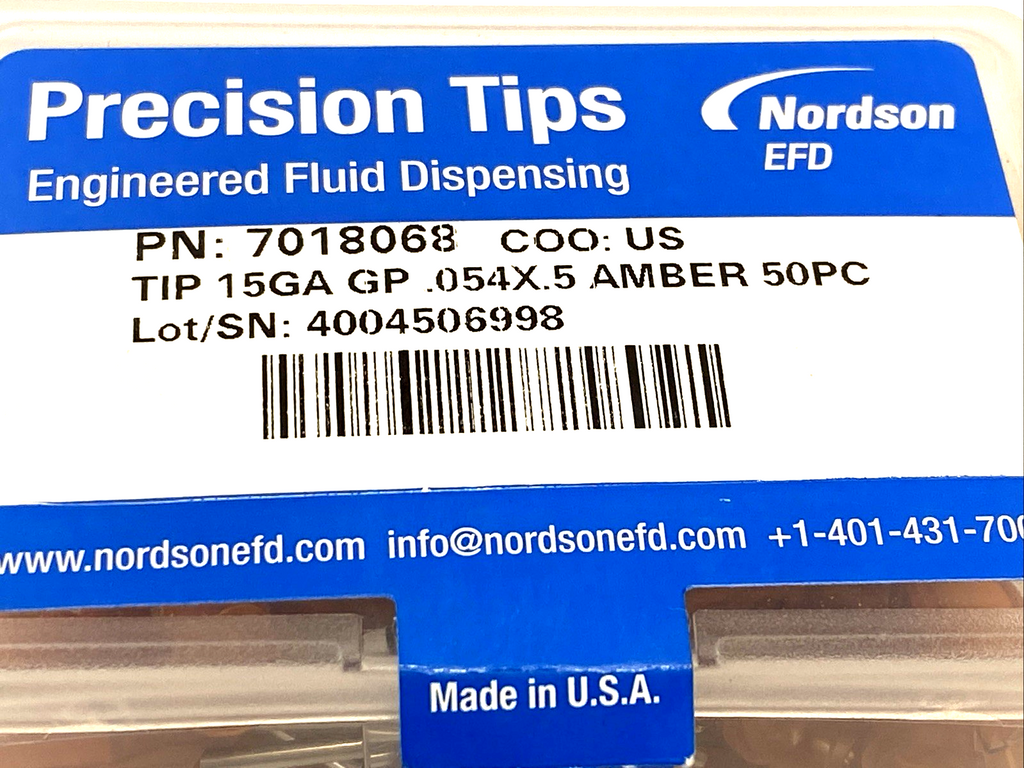 Precision Tips
Nordson
EFD
Engineered Fluid Dispensing
PN: 7018068 COO: US
TIP 15GA GP .054X.5 AMBER 50PC
Lot/SN: 4004506998
www.nordsonefd.com info@nordsonefd.com
Made in U.S.A.